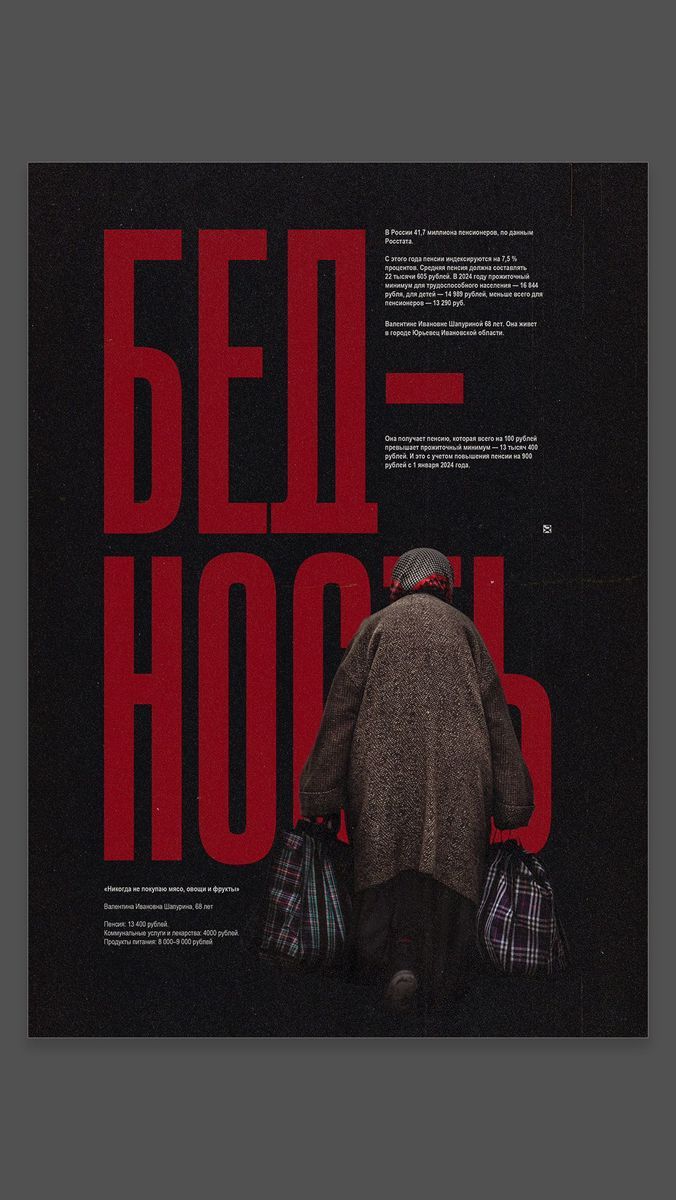 БЕД–
НОСТЬ
В России 41,7 миллиона пенсионеров, по данным
Росстата.
С этого года пенсии индексируются на 7,5 %
процентов. Средняя пенсия должна составлять
22 тысячи 605 рублей. В 2024 году прожиточный
минимум для трудоспособного населения — 16 844
рубля, для детей — 14 989 рублей, меньше всего для
пенсионеров — 13 290 руб.
Валентине Ивановне Шапуриной 68 лет. Она живет
в городе Юрьевец Ивановской области.
Она получает пенсию, которая всего на 100 рублей
превышает прожиточный минимум — 13 тысяч 400
рублей. И это с учетом повышения пенсии на 900
рублей с 1 января 2024 года.
«Никогда не покупаю мясо, овощи и фрукты»
Валентина Ивановна Шапурина, 68 лет
Пенсия: 13 400 рублей.
Коммунальные услуги и лекарства: 4000 рублей.
Продукты питания: 8 000–9 000 рублей